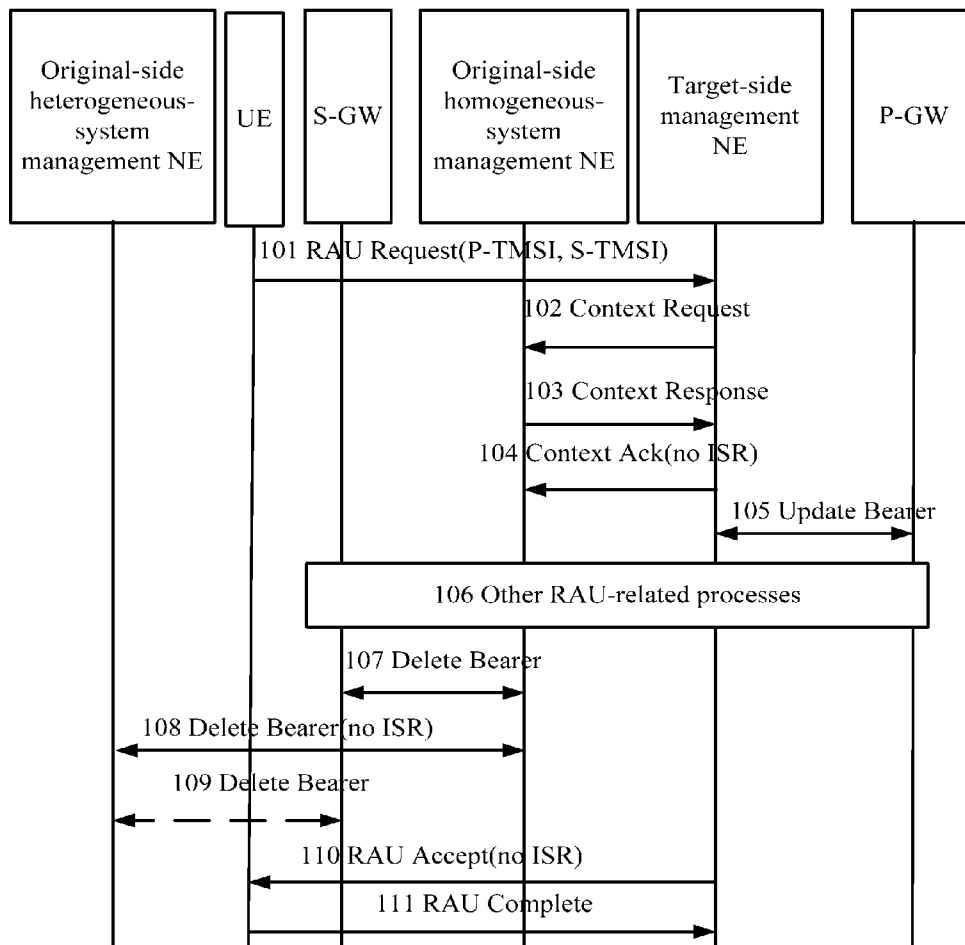 Original-side
heterogeneous-
system
management NE
UE
S-GW
Original-side
homogeneous-
system
management NE
Target-side
management
NE
P-GW
101 RAU Request(P-TMSI, S-TMSI)
102 Context Request
103 Context Response
104 Context Ack(no ISR)
105 Update Bearer
106 Other RAU-related processes
107 Delete Bearer
108 Delete Bearer(no ISR)
109 Delete Bearer
110 RAU Accept(no ISR)
111 RAU Complete